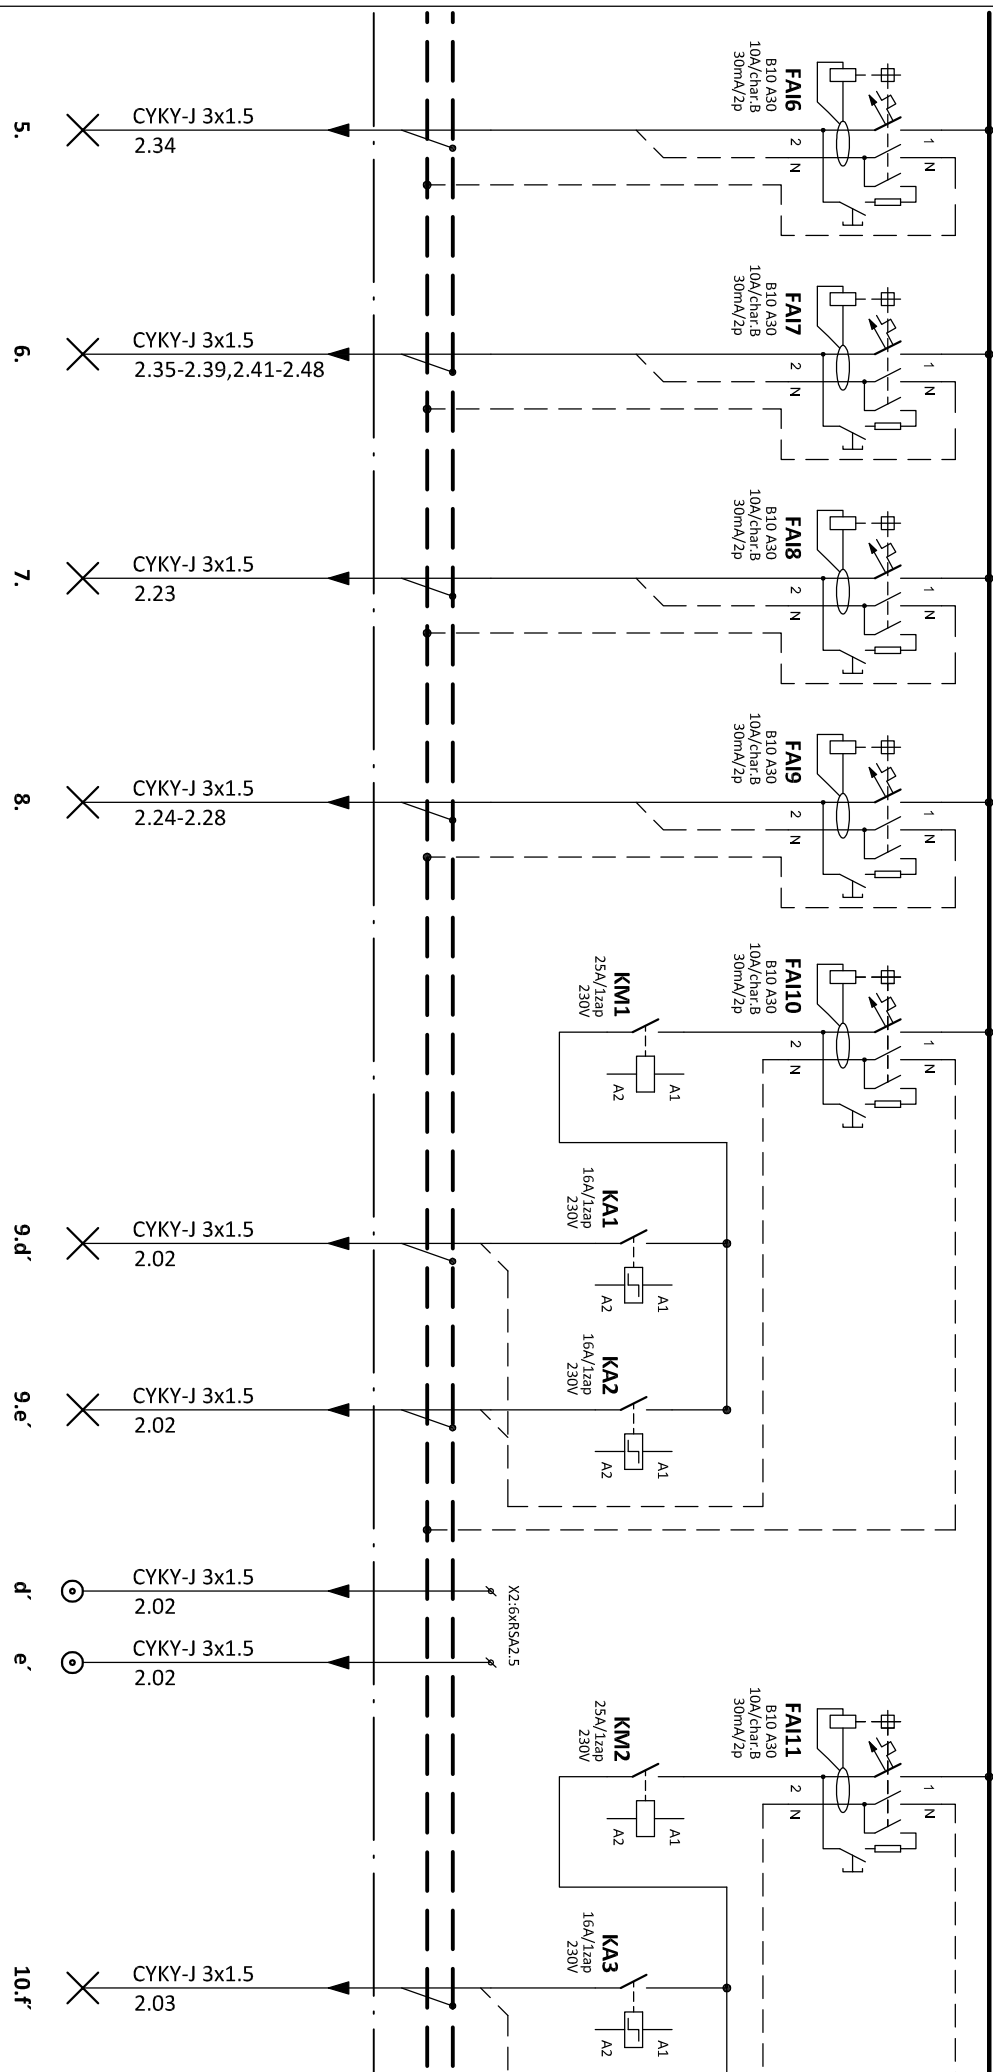 FAI6
B10 A30
10A/char.B
30mA/2p
1
N
2
N
CYKY-J 3x1.5
2.34
5.
FAI7
B10 A30
10A/char.B
30mA/2p
1
N
2
N
CYKY-J 3x1.5
2.35-2.39,2.41-2.48
6.
FAI8
B10 A30
10A/char.B
30mA/2p
1
N
2
N
CYKY-J 3x1.5
2.23
7.
FAI9
B10 A30
10A/char.B
30mA/2p
1
N
2
N
CYKY-J 3x1.5
2.24-2.28
8.
FAI10
B10 A30
10A/char.B
30mA/2p
1
N
2
N
KM1
25A/1zap
230V
A1
A2
KA1
16A/1zap
230V
A1
A2
CYKY-J 3x1.5
2.02
9.d´
KA2
16A/1zap
230V
A1
A2
CYKY-J 3x1.5
2.02
9.e´
X2:6xRSA2.5
CYKY-J 3x1.5
2.02
d´
CYKY-J 3x1.5
2.02
e´
FAI11
B10 A30
10A/char.B
30mA/2p
1
N
2
N
KM2
25A/1zap
230V
A1
A2
KA3
16A/1zap
230V
A1
A2
CYKY-J 3x1.5
2.03
10.f´